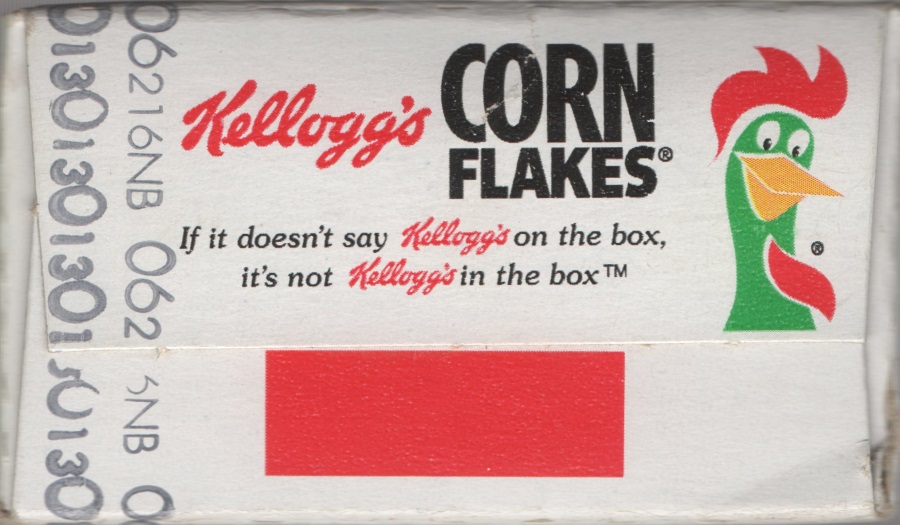 Kellogg's CORN
FLAKES®
If it doesn't say Kellogg's on the box,
it's not Kellogg's in the box™
®
06216NB 062 NB
0130130130130